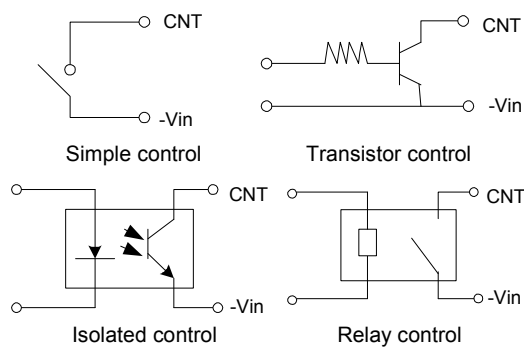 CNT
-Vin
Simple control
CNT
-Vin
Transistor control
CNT
-Vin
Isolated control
CNT
-Vin
Relay control